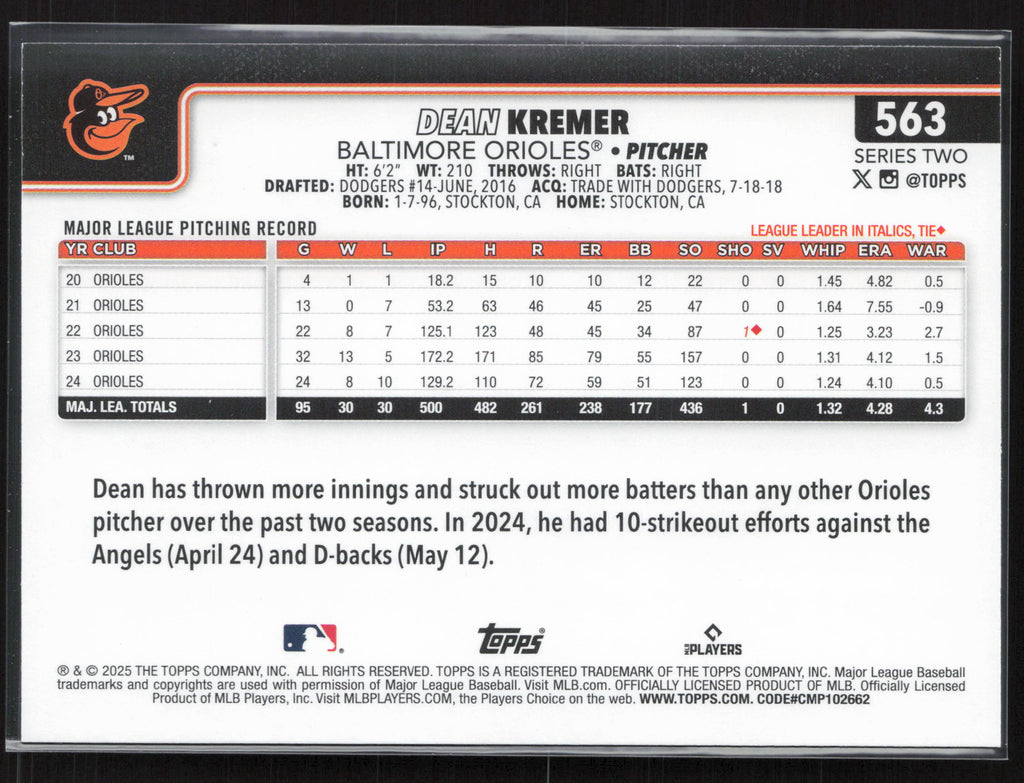 563
DEAN KREMER
BALTIMORE ORIOLES® • PITCHER
SERIES TWO
HT: 6'2" WT: 210 THROWS: RIGHT BATS: RIGHT
@TOPPS
DRAFTED: DODGERS #14-JUNE, 2016 ACQ: TRADE WITH DODGERS, 7-18-18
BORN: 1-7-96, STOCKTON, CA HOME: STOCKTON, CA
TM
MAJOR LEAGUE PITCHING RECORD LEAGUE LEADER IN ITALICS, TIE♦
YR CLUB G W L IP H R ER BB SO SHO SV WHIP ERA WAR
20 ORIOLES 4 1 1 18.2 15 10 10 12 22 0 0 1.45 4.82 0.5
21 ORIOLES 13 0 7 53.2 63 46 45 25 47 0 0 1.64 7.55 -0.9
22 ORIOLES 22 8 7 125.1 123 48 45 34 87 1♦ 0 1.25 3.23 2.7
23 ORIOLES 32 13 5 172.2 171 85 79 55 157 0 0 1.31 4.12 1.5
24 ORIOLES 24 8 10 129.2 110 72 59 51 123 0 0 1.24 4.10 0.5
MAJ. LEA. TOTALS 95 30 30 500 482 261 238 177 436 1 0 1.32 4.28 4.3
Dean has thrown more innings and struck out more batters than any other Orioles
pitcher over the past two seasons. In 2024, he had 10-strikeout efforts against the
Angels (April 24) and D-backs (May 12).
Topps®
MLB PLAYERS
® & © 2025 THE TOPPS COMPANY, INC. ALL RIGHTS RESERVED. TOPPS IS A REGISTERED TRADEMARK OF THE TOPPS COMPANY, INC. Major League Baseball
trademarks and copyrights are used with permission of Major League Baseball. Visit MLB.com. OFFICIALLY LICENSED PRODUCT OF MLB. Officially Licensed
Product of MLB Players, Inc. Visit MLBPLAYERS.COM, the Players Choice on the web. WWW.TOPPS.COM. CODE#CMP102662